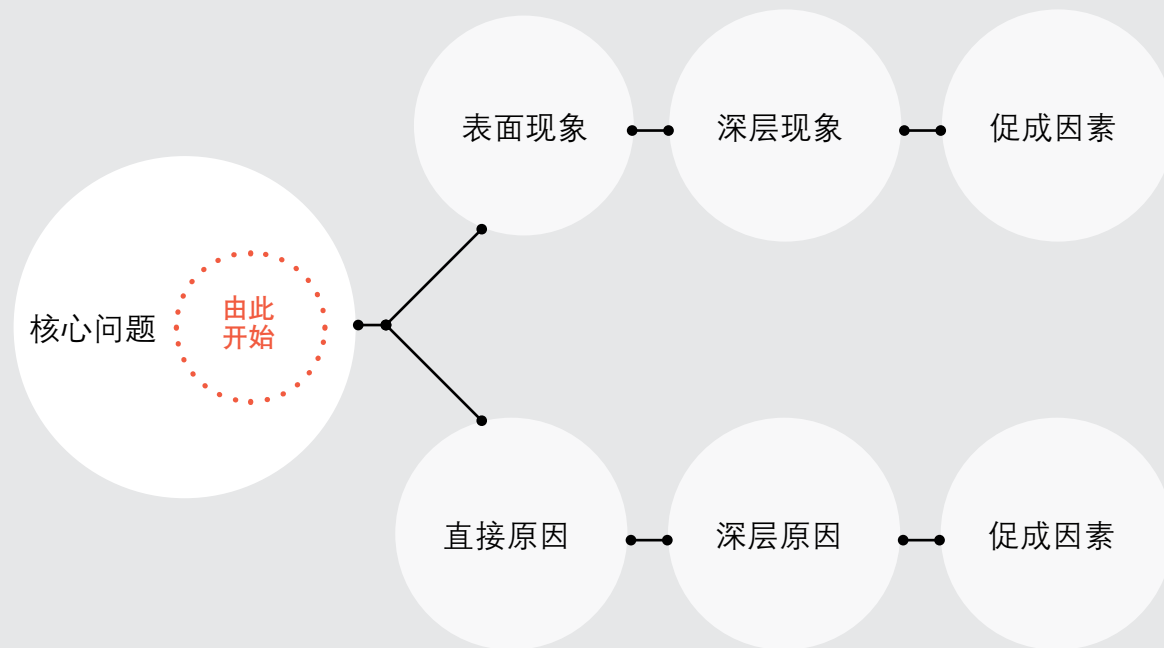 核心问题
由此
开始
表面现象
深层现象
促成因素
直接原因
深层原因
促成因素